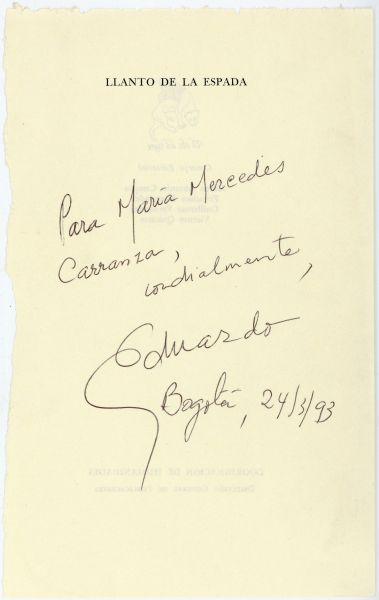 LLANTO DE LA ESPADA
Para María Mercedes
Carranza,
cordialmente,
Eduardo
Bogotá, 24/3/93